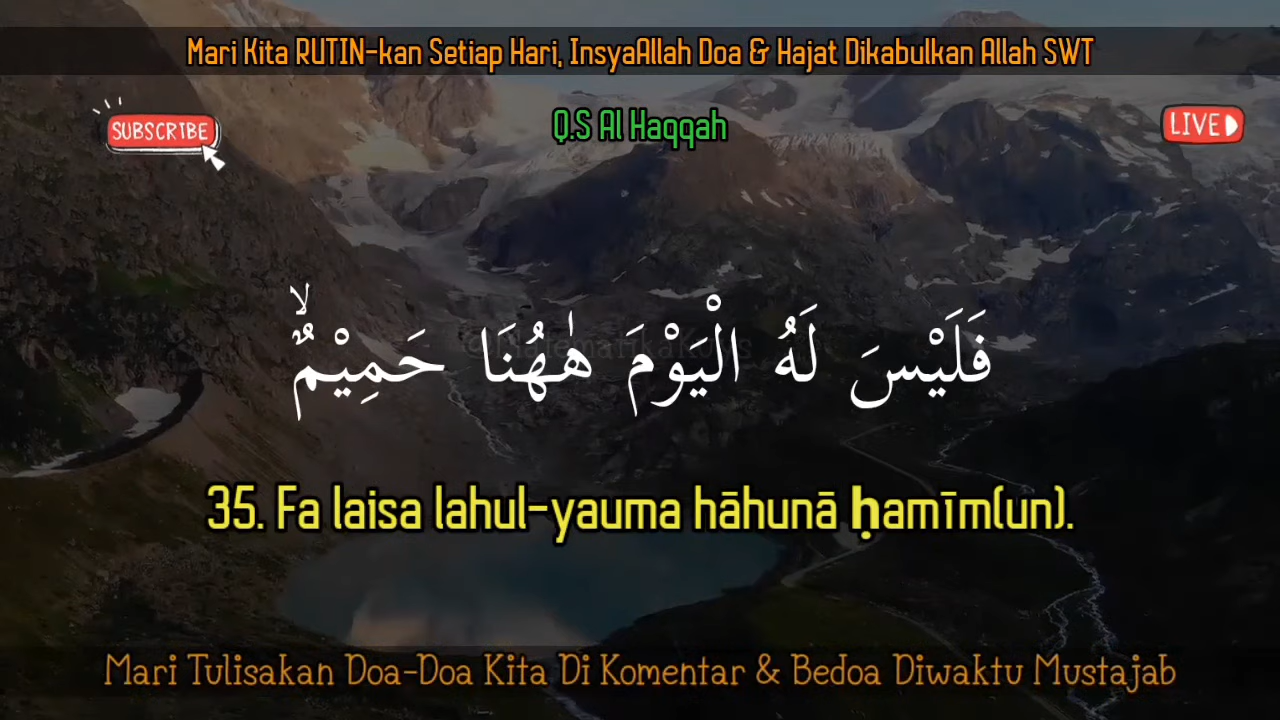 Mari Kita RUTIN-kan Setiap Hari, InsyaAllah Doa & Hajat Dikabulkan Allah SWT
SUBSCRIBE
Q.S Al Haqqah
LIVE
فَلَيْسَ لَهُ الْيَوْمَ هٰهُنَا حَمِيْمٌۙ
35. Fa laisa lahul-yauma hāhunā ḥamīm(un).
Mari Tulisakan Doa-Doa Kita Di Komentar & Bedoa Diwaktu Mustajab